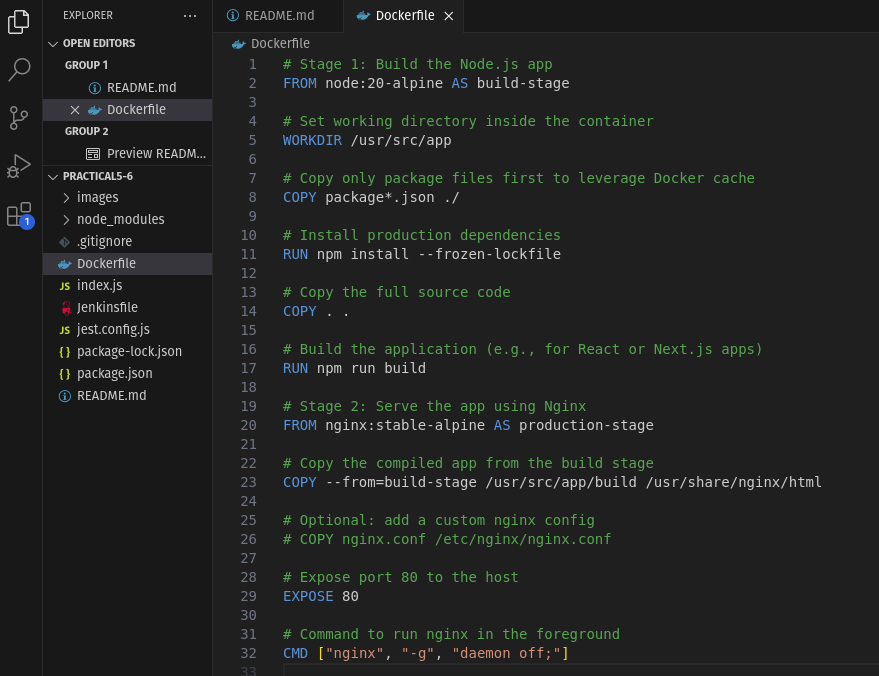 EXPLORER ...
OPEN EDITORS
GROUP 1
README.md
Dockerfile
GROUP 2
Preview READM...
PRACTICAL5-6
images
node_modules
.gitignore
Dockerfile
JS index.js
Jenkinsfile
JS jest.config.js
{} package-lock.json
{} package.json
README.md
1
README.md
Dockerfile
Dockerfile
1 # Stage 1: Build the Node.js app
2 FROM node:20-alpine AS build-stage
3
4 # Set working directory inside the container
5 WORKDIR /usr/src/app
6
7 # Copy only package files first to leverage Docker cache
8 COPY package*.json ./
9
10 # Install production dependencies
11 RUN npm install --frozen-lockfile
12
13 # Copy the full source code
14 COPY . .
15
16 # Build the application (e.g., for React or Next.js apps)
17 RUN npm run build
18
19 # Stage 2: Serve the app using Nginx
20 FROM nginx:stable-alpine AS production-stage
21
22 # Copy the compiled app from the build stage
23 COPY --from=build-stage /usr/src/app/build /usr/share/nginx/html
24
25 # Optional: add a custom nginx config
26 # COPY nginx.conf /etc/nginx/nginx.conf
27
28 # Expose port 80 to the host
29 EXPOSE 80
30
31 # Command to run nginx in the foreground
32 CMD ["nginx", "-g", "daemon off;"]
33